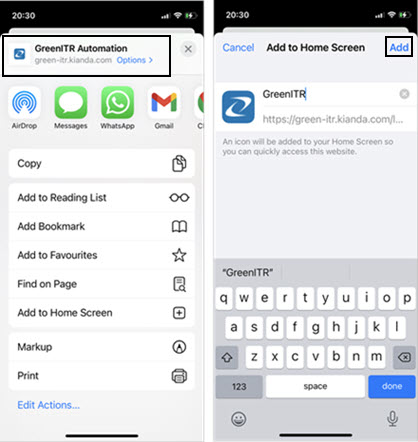 20:30
GreenITR Automation
green-itr.kianda.com Options >
AirDrop
Messages
WhatsApp
Gmail
Copy
Add to Reading List
Add Bookmark
Add to Favourites
Find on Page
Add to Home Screen
Markup
Print
Edit Actions...
20:30
Cancel Add to Home Screen Add
GreenITR
https://green-itr.kianda.com/l...
An icon will be added to your Home Screen so
you can quickly access this website.
“GreenITR”
q w e r t y u i o p
a s d f g h j k l
z x c v b n m
123 space done